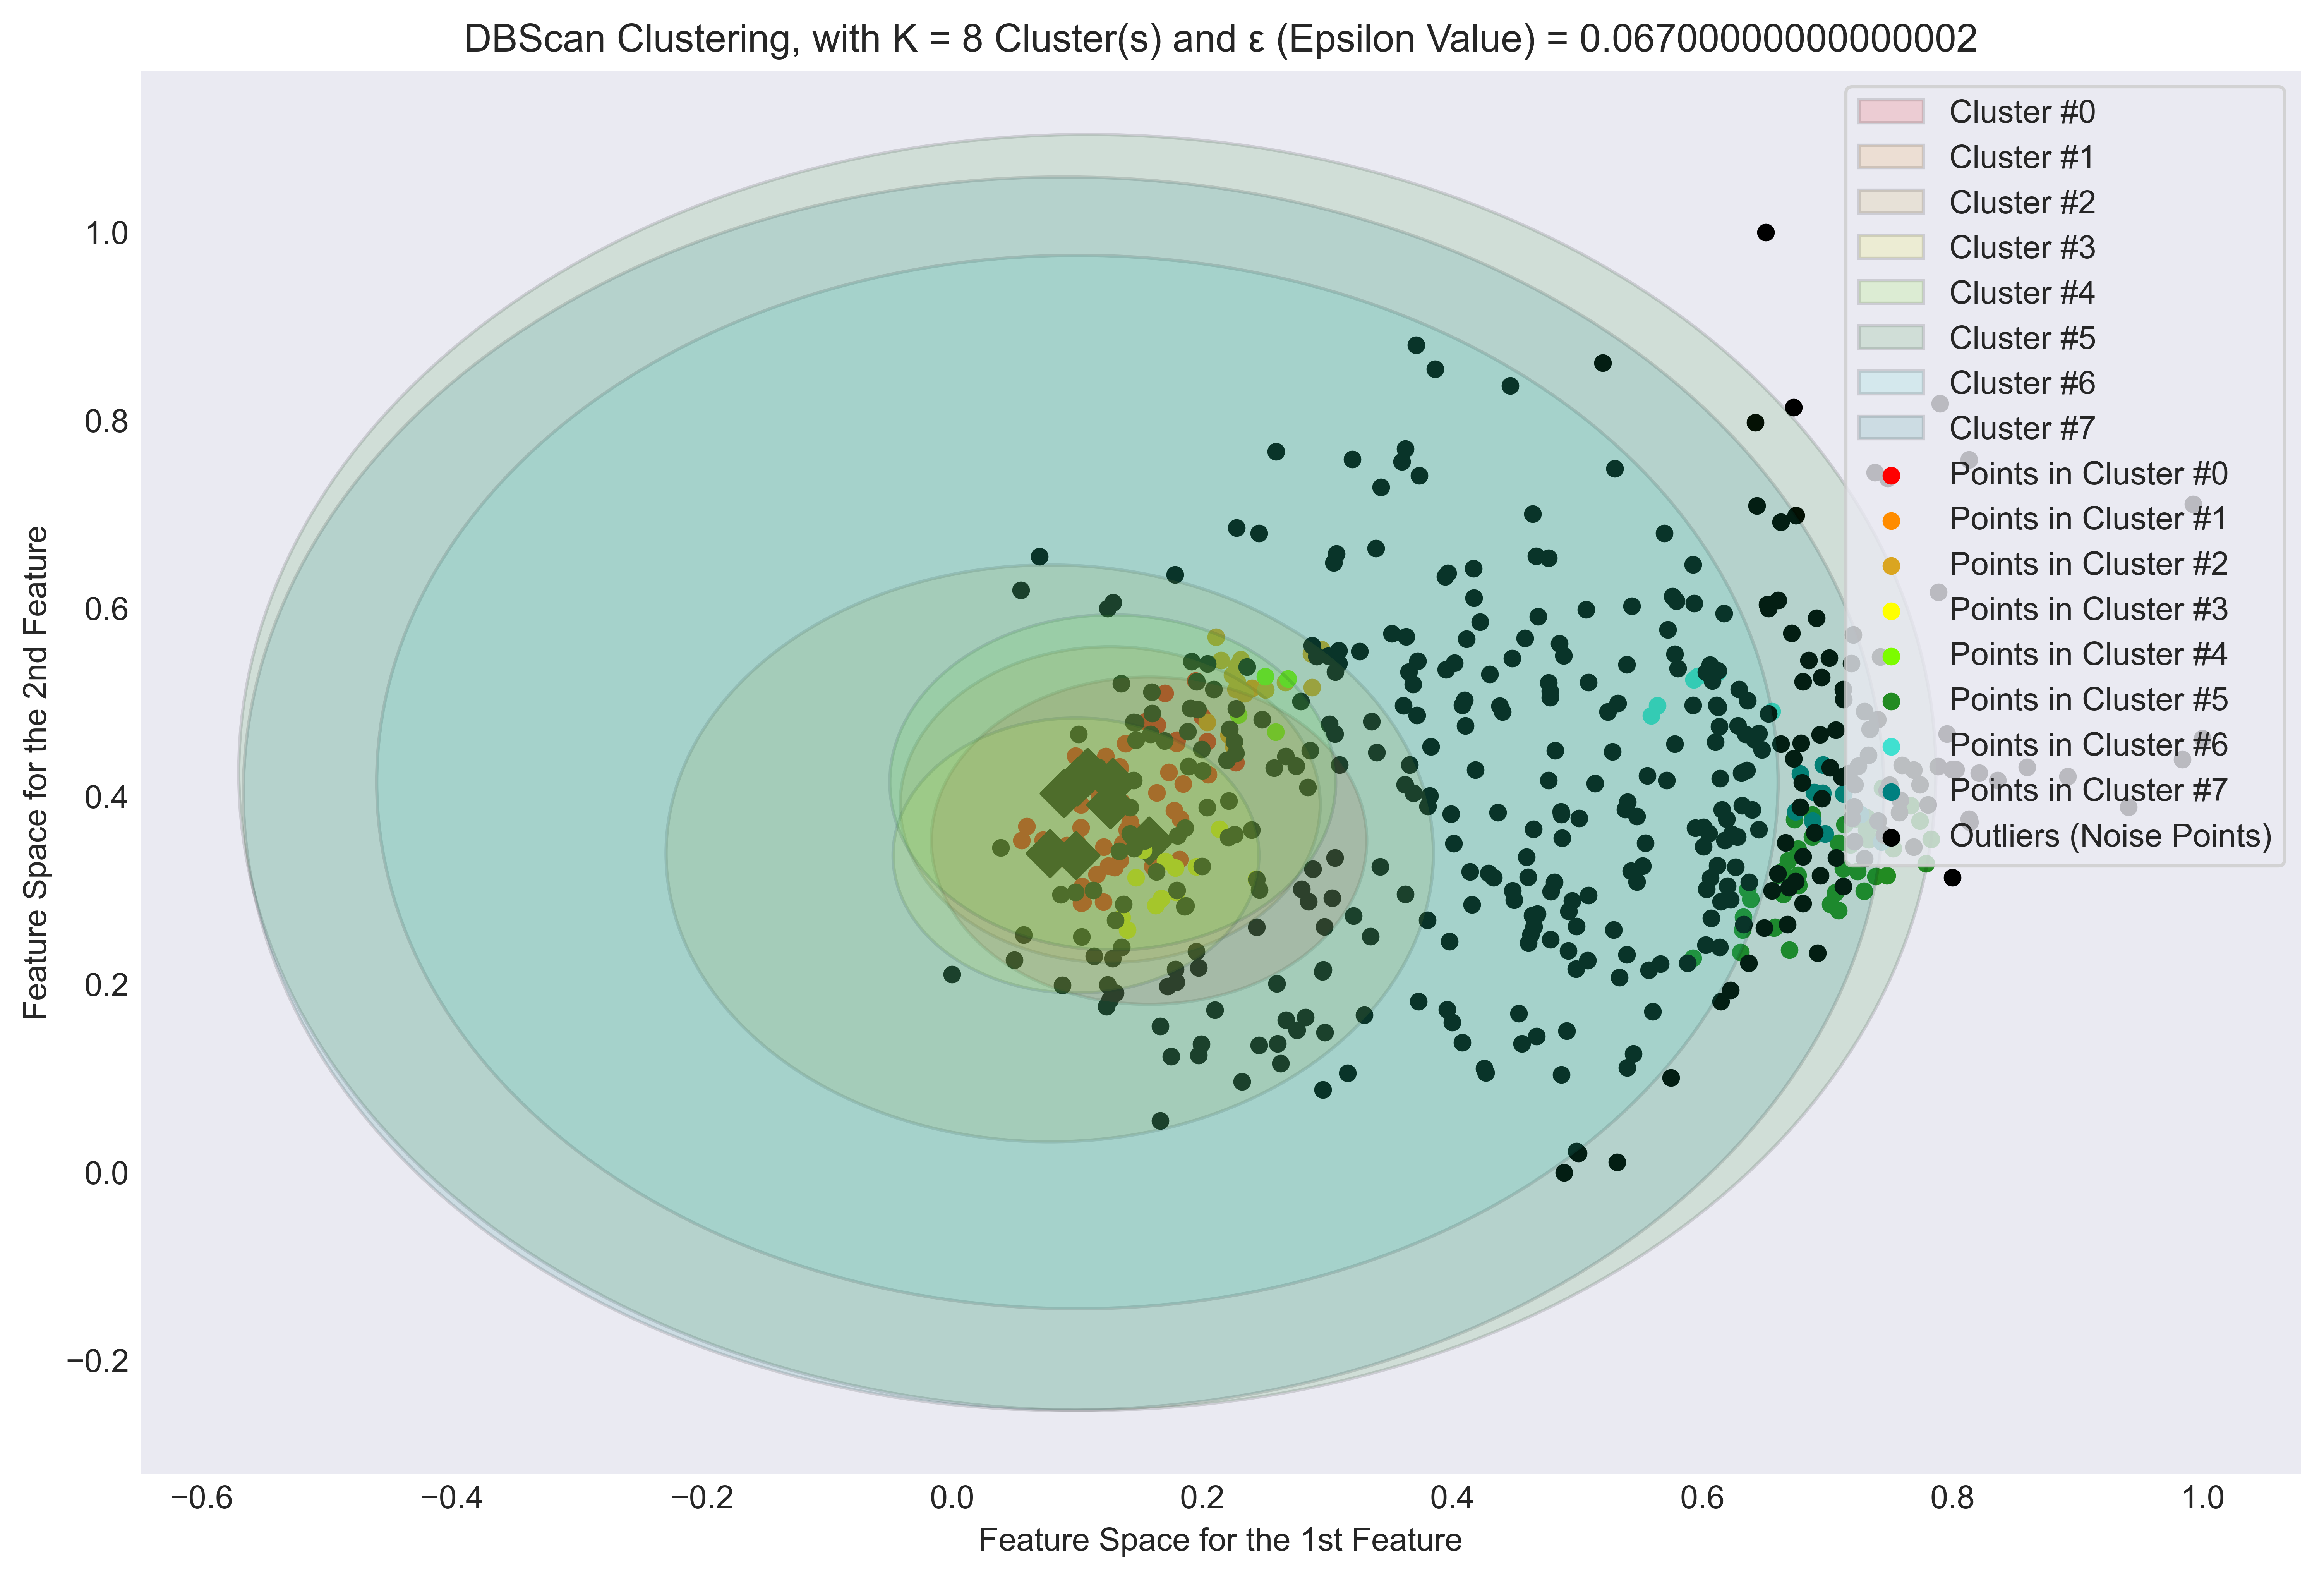 DBScan Clustering, with K = 8 Cluster(s) and ε (Epsilon Value) = 0.06700000000000002
Cluster #0
Cluster #1
Cluster #2
Cluster #3
Cluster #4
Cluster #5
Cluster #6
Cluster #7
Points in Cluster #0
Points in Cluster #1
Points in Cluster #2
Points in Cluster #3
Points in Cluster #4
Points in Cluster #5
Points in Cluster #6
Points in Cluster #7
Outliers (Noise Points)
1.0
0.8
0.6
0.4
0.2
0.0
−0.2
Feature Space for the 2nd Feature
−0.6 −0.4 −0.2 0.0 0.2 0.4 0.6 0.8 1.0
Feature Space for the 1st Feature